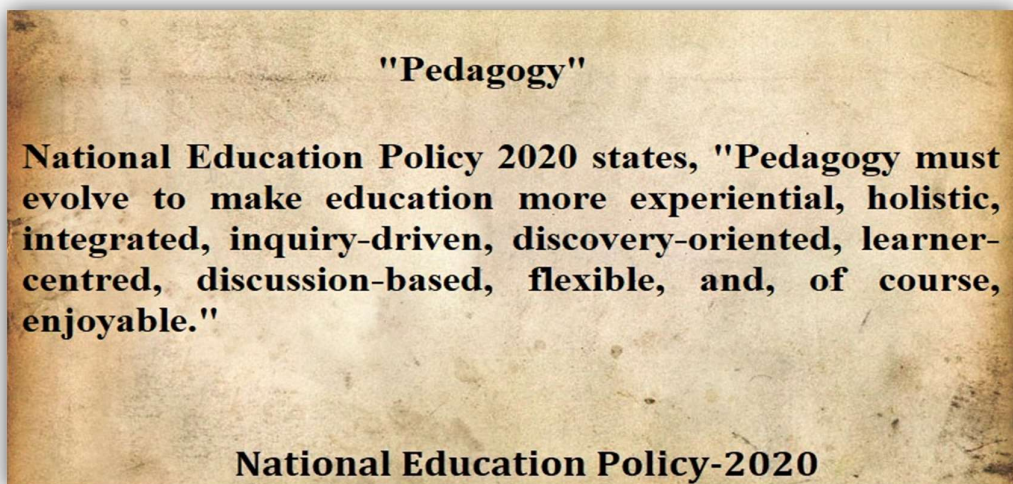 "Pedagogy"
National Education Policy 2020 states, "Pedagogy must
evolve to make education more experiential, holistic,
integrated, inquiry-driven, discovery-oriented, learner-
centred, discussion-based, flexible, and, of course,
enjoyable."
National Education Policy-2020